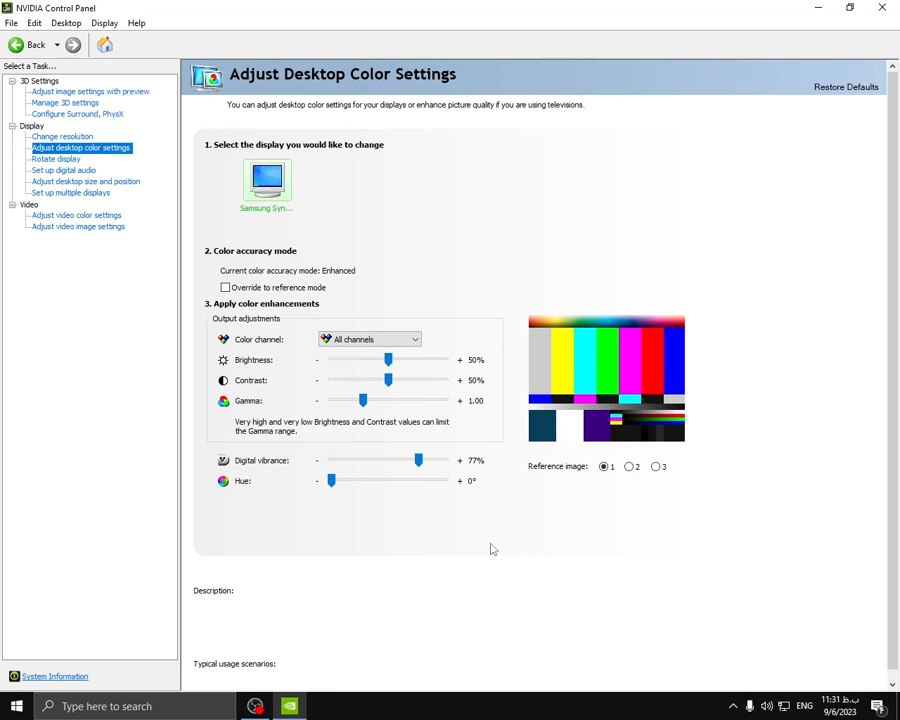 NVIDIA Control Panel
File Edit Desktop Display Help
Back
Select a Task...
3D Settings
Adjust image settings with preview
Manage 3D settings
Configure Surround, PhysX
Display
Change resolution
Adjust desktop color settings
Rotate display
Set up digital audio
Adjust desktop size and position
Set up multiple displays
Video
Adjust video color settings
Adjust video image settings
System Information
Adjust Desktop Color Settings
Restore Defaults
You can adjust desktop color settings for your displays or enhance picture quality if you are using televisions.
1. Select the display you would like to change
Samsung Syn...
2. Color accuracy mode
Current color accuracy mode: Enhanced
Override to reference mode
3. Apply color enhancements
Output adjustments
Color channel: All channels
Brightness: - + 50%
Contrast: - + 50%
Gamma: - + 1.00
Very high and very low Brightness and Contrast values can limit
the Gamma range.
Digital vibrance: - + 77%
Hue: - + 0°
Reference image: 1 2 3
Description:
Typical usage scenarios:
Type here to search
ENG
11:31 ب.ظ
9/6/2023